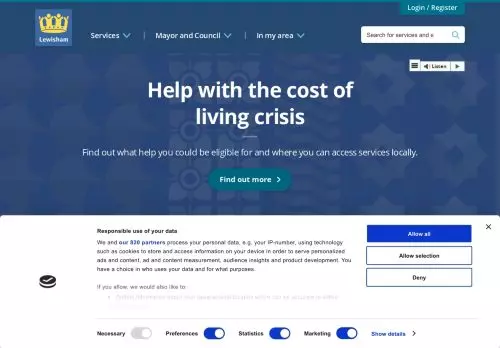 Login / Register
Lewisham
Services
Mayor and Council
In my area
Search for services and e
Listen
Help with the cost of
living crisis
Find out what help you could be eligible for and where you can access services locally.
Find out more
Responsible use of your data
We and our 820 partners process your personal data, e.g. your IP-number, using technology
such as cookies to store and access information on your device in order to serve personalized
ads and content, ad and content measurement, audience insights and product development. You
have a choice in who uses your data and for what purposes.
If you allow, we would also like to:
Allow all
Allow selection
Deny
Necessary
Preferences
Statistics
Marketing
Show details